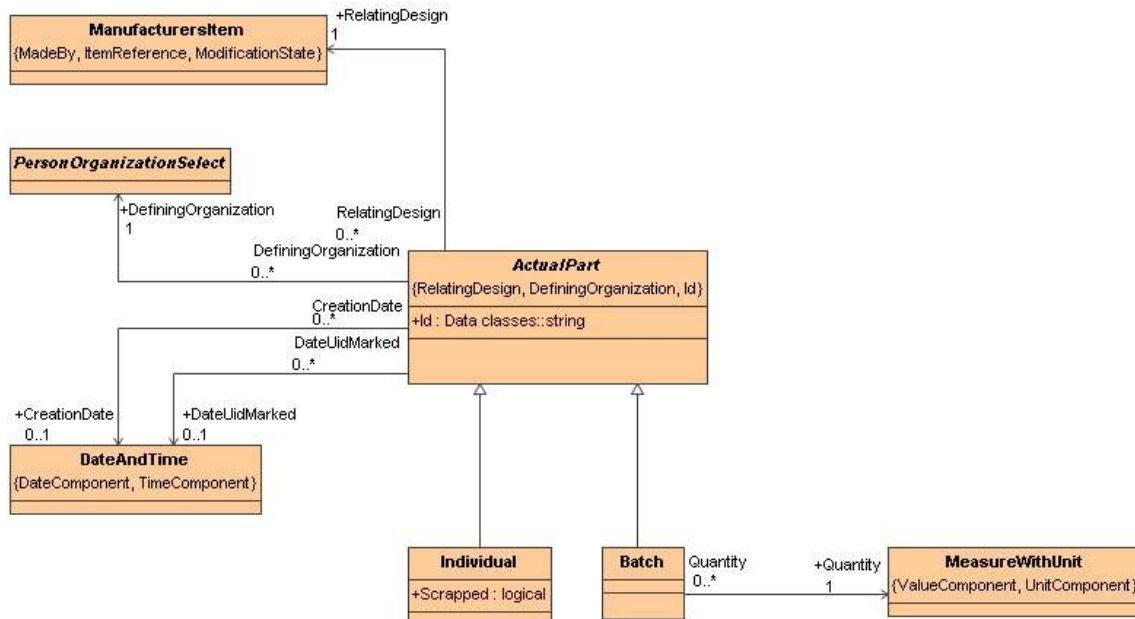 +RelatingDesign
ManufacturersItem
1
{MadeBy, ItemReference, ModificationState}
PersonOrganizationSelect
+DefiningOrganization
1
RelatingDesign
0..*
DefiningOrganization
0..*
ActualPart
{RelatingDesign, DefiningOrganization, Id}
CreationDate
0..*
+Id : Data classes::string
DateUidMarked
0..*
+CreationDate
0..1
+DateUidMarked
0..1
DateAndTime
{DateComponent, TimeComponent}
Individual
+Scrapped : logical
Batch
Quantity
0..*
+Quantity
1
MeasureWithUnit
{ValueComponent, UnitComponent}